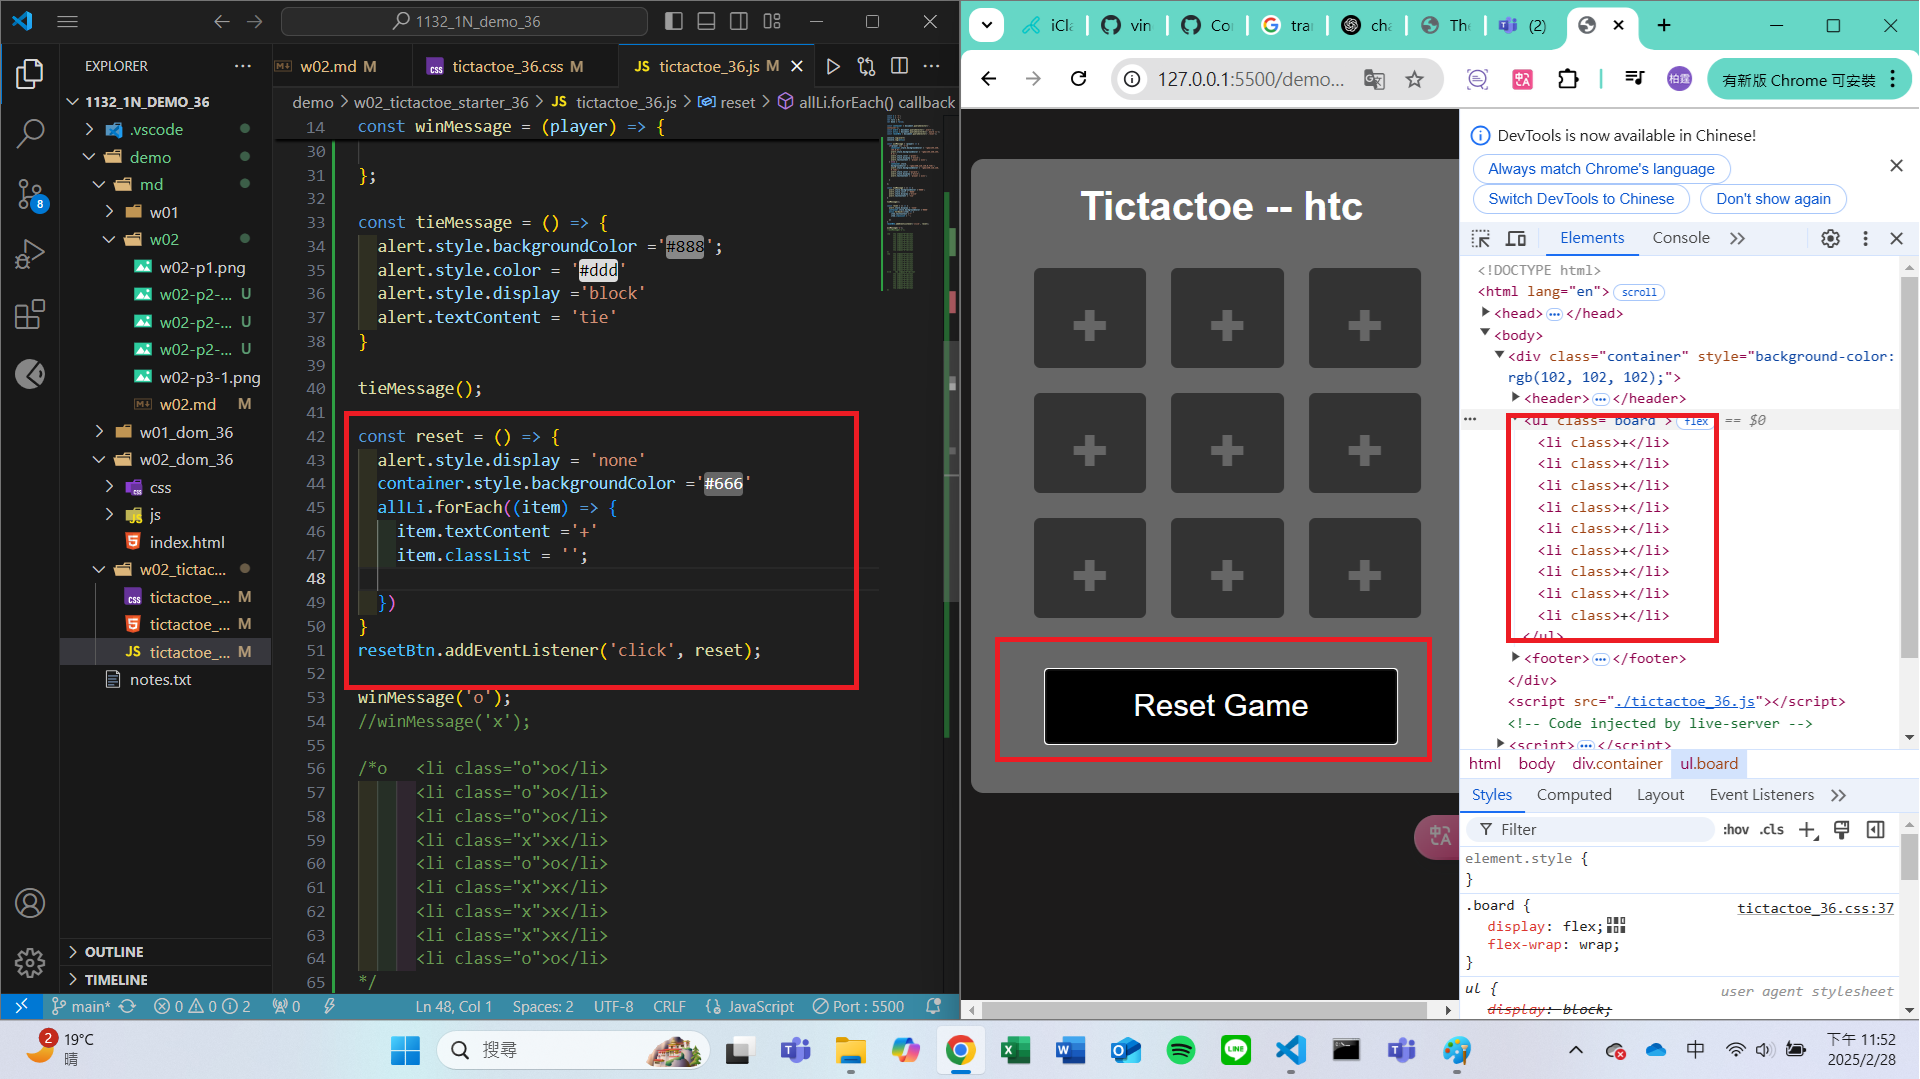 1132_1N_demo_36
EXPLORER
1132_1N_DEMO_36
.vscode
demo
md
w01
w02
w02-p1.png
w02-p2-... U
w02-p2-... U
w02-p2-... U
w02-p3-1.png
w02.md M
w01_dom_36
w02_dom_36
css
js
index.html
w02_tictac...
tictactoe_... M
tictactoe_... M
JS tictactoe_... M
notes.txt
OUTLINE
TIMELINE
8
w02.md M
css tictactoe_36.css M
JS tictactoe_36.js M
demo > w02_tictactoe_starter_36 > JS tictactoe_36.js > reset > allLi.forEach() callback
14 const winMessage = (player) => {
30
31 };
32
33 const tieMessage = () => {
34 alert.style.backgroundColor ='#888';
35 alert.style.color = '#ddd'
36 alert.style.display ='block'
37 alert.textContent = 'tie'
38 }
39
40 tieMessage();
41
42 const reset = () => {
43 alert.style.display = 'none'
44 container.style.backgroundColor ='#666'
45 allLi.forEach((item) => {
46 item.textContent ='+'
47 item.classList = '';
48
49 })
50 }
51 resetBtn.addEventListener('click', reset);
52
53 winMessage('o');
54 //winMessage('x');
55
56 /*o <li class="o">o</li>
57 <li class="o">o</li>
58 <li class="o">o</li>
59 <li class="x">x</li>
60 <li class="o">o</li>
61 <li class="x">x</li>
62 <li class="x">x</li>
63 <li class="x">x</li>
64 <li class="o">o</li>
65 */
main* 0 0 2 0 Ln 48, Col 1 Spaces: 2 UTF-8 CRLF {} JavaScript Port : 5500
iCl
vin
Co
tra
cha
The
(2)
127.0.0.1:5500/demo...
柏霆
有新版 Chrome 可安裝
Tictactoe -- htc
+ + +
+ + +
+ + +
Reset Game
DevTools is now available in Chinese!
Always match Chrome's language
Switch DevTools to Chinese
Don't show again
Elements Console
<!DOCTYPE html>
<html lang="en"> scroll
<head> ··· </head>
<body>
<div class="container" style="background-color:
rgb(102, 102, 102);">
<header> ··· </header>
<ul class="board"> flex == $0
<li class>+</li>
<li class>+</li>
<li class>+</li>
<li class>+</li>
<li class>+</li>
<li class>+</li>
<li class>+</li>
<li class>+</li>
<li class>+</li>
</ul>
<footer> ··· </footer>
</div>
<script src="./tictactoe_36.js"></script>
<!-- Code injected by live-server -->
<script> ··· </script>
html body div.container ul.board
Styles Computed Layout Event Listeners
Filter :hov .cls
element.style {
}
.board { tictactoe_36.css:37
display: flex;
flex-wrap: wrap;
}
ul { user agent stylesheet
display: block;
2
19°C
晴
搜尋
中
下午 11:52
2025/2/28